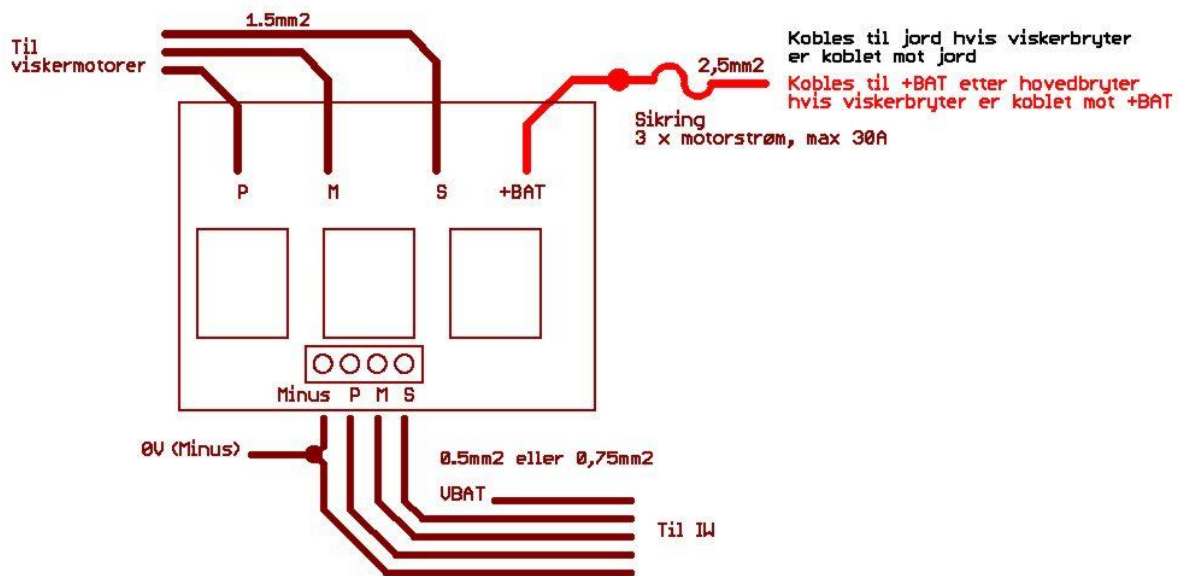 1.5mm2
Til
viskermotorer
2,5mm2
Kobles til jord hvis viskerbryter
er koblet mot jord
Kobles til +BAT etter hovedbryter
hvis viskerbryter er koblet mot +BAT
Sikring
3 x motorstrøm, max 30A
P M S +BAT
Minus P M S
0V (Minus)
0.5mm2 eller 0,75mm2
VBAT
Til IW